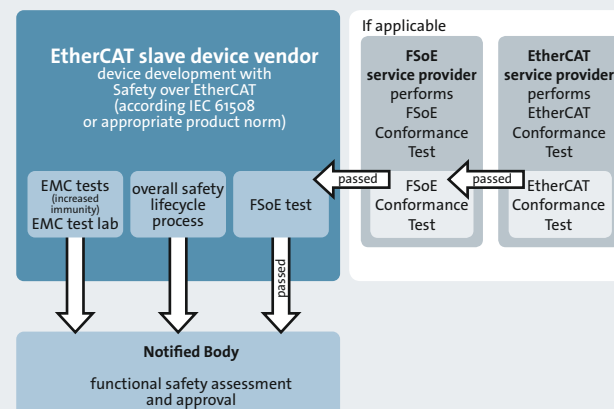 If applicable
EtherCAT slave device vendor
device development with
Safety over EtherCAT
(according IEC 61508
or appropriate product norm)
EMC tests
(increased
immunity)
EMC test lab
overall safety
lifecycle
process
FSoE test
FSoE
service provider
performs
FSoE
Conformance
Test
EtherCAT
service provider
performs
EtherCAT
Conformance
Test
passed
FSoE
Conformance
Test
passed
EtherCAT
Conformance
Test
passed
Notified Body
functional safety assessment
and approval